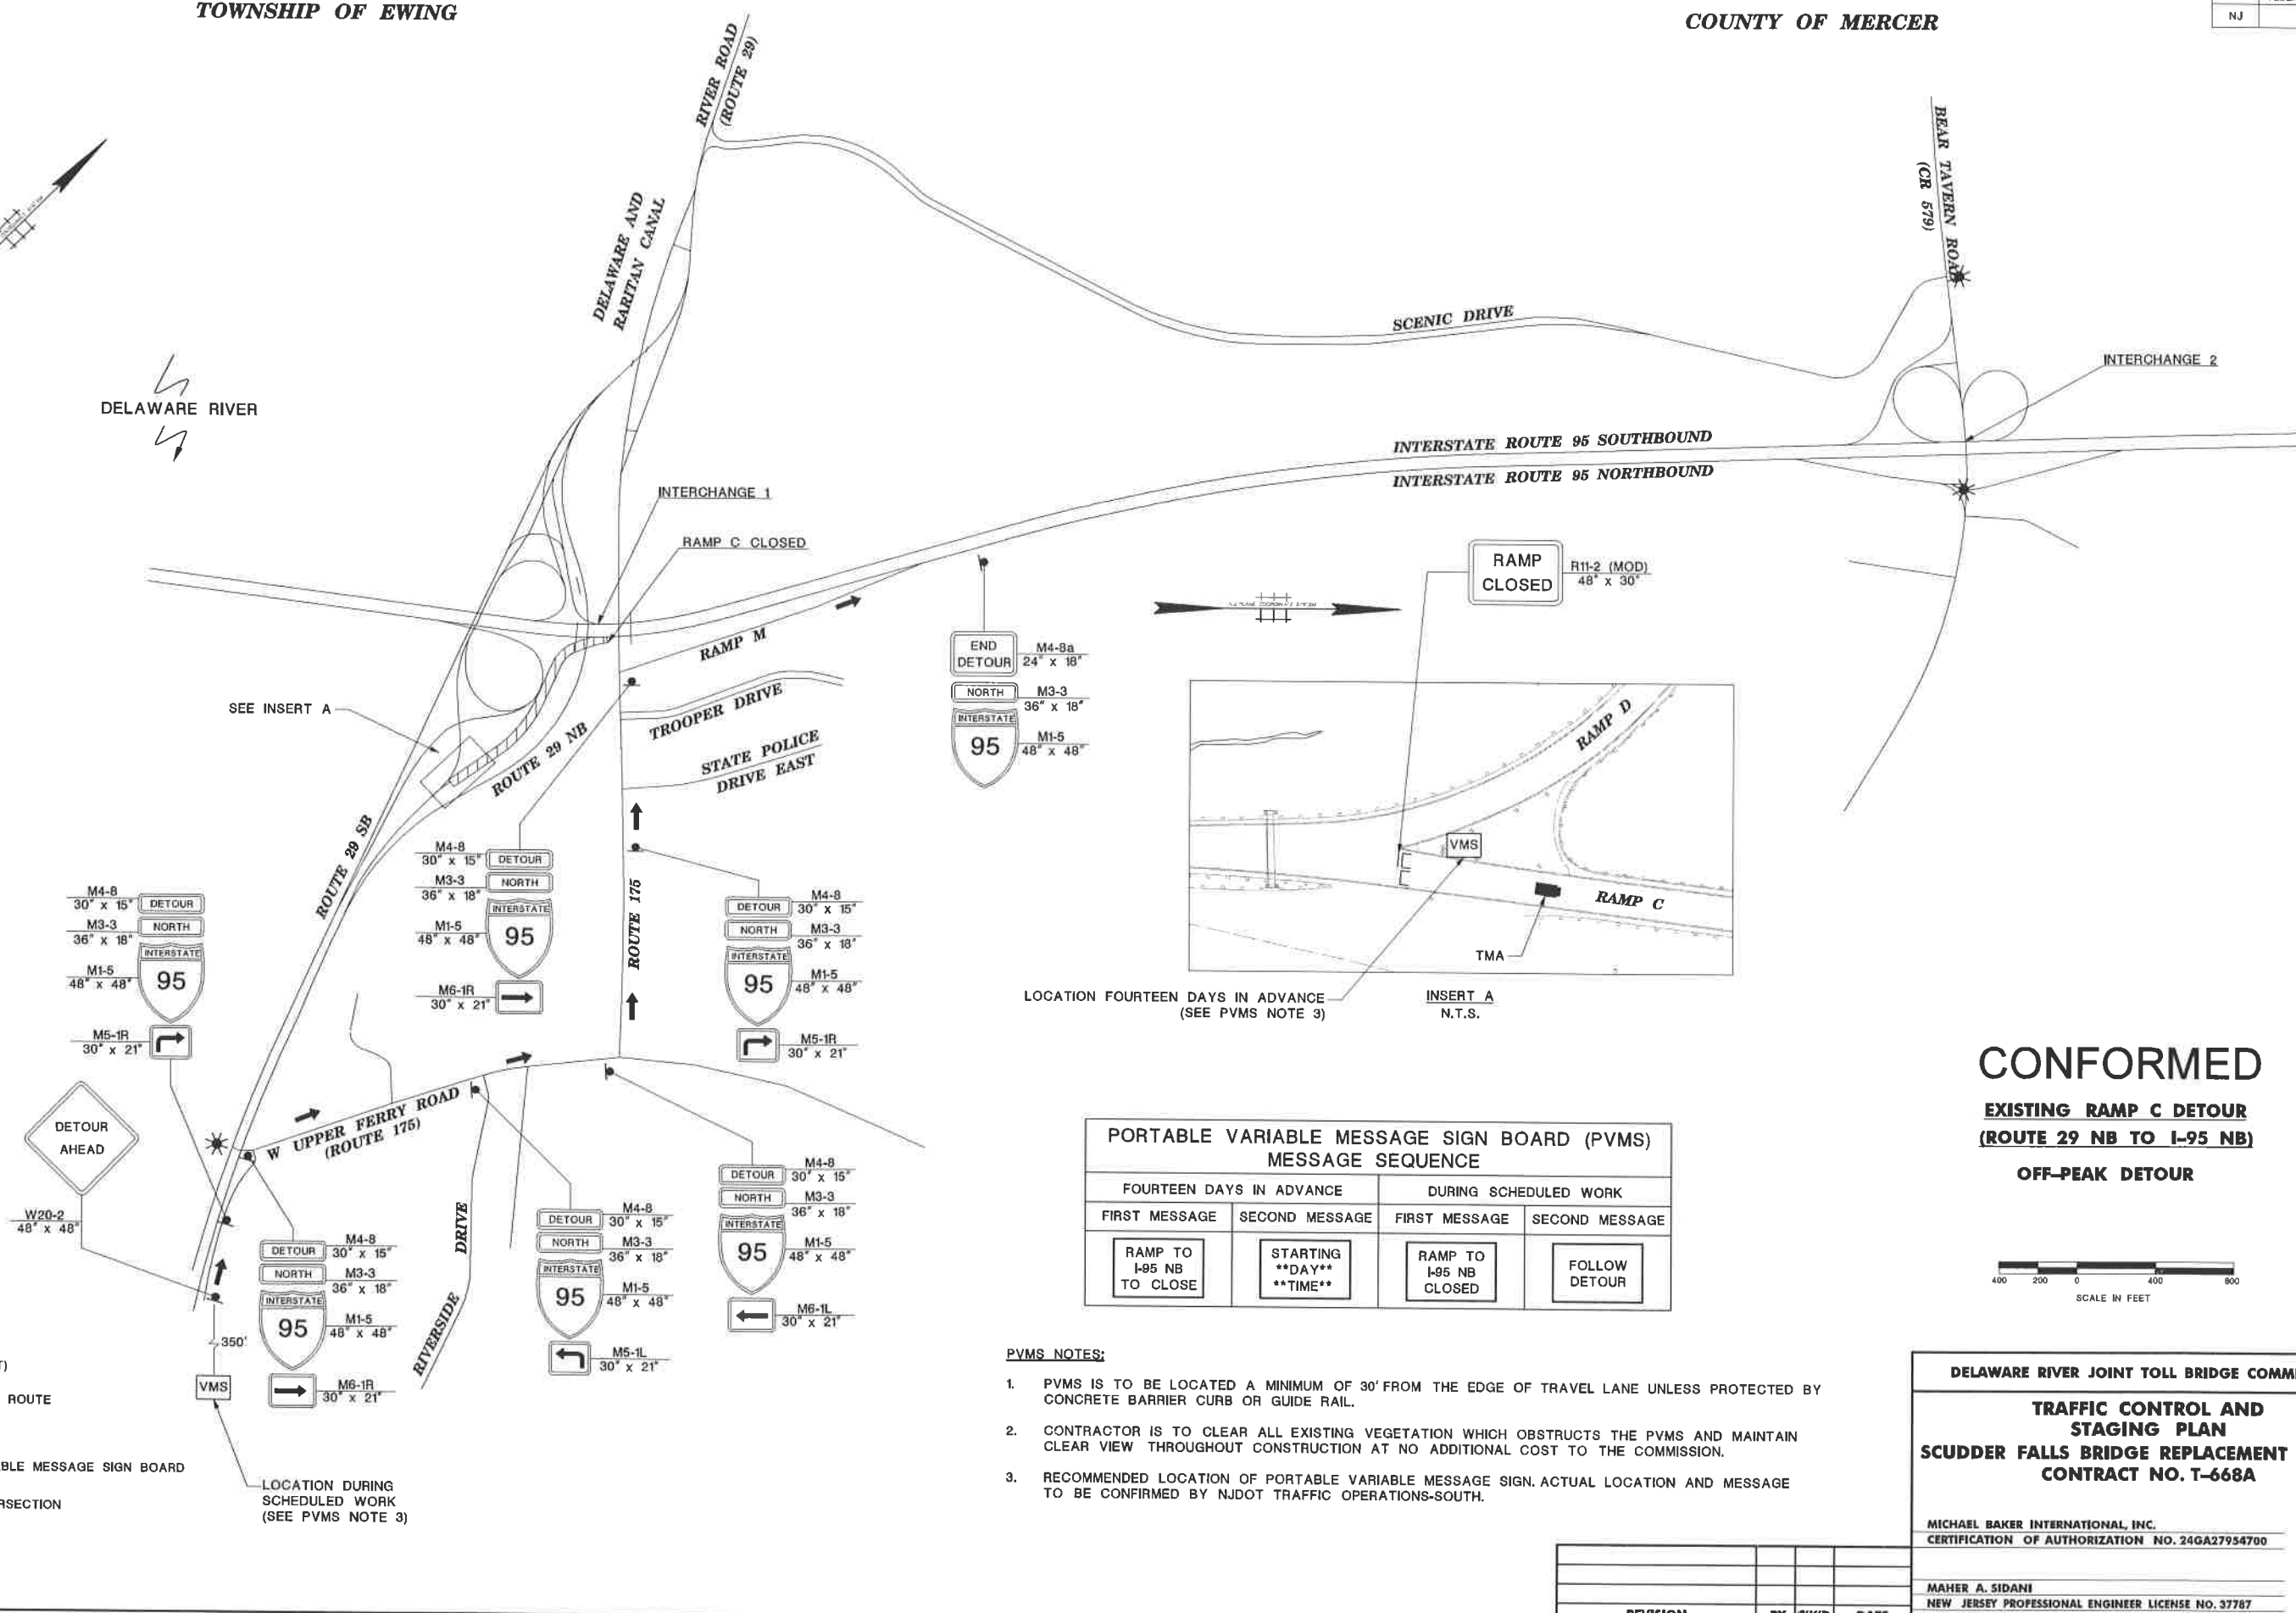 TOWNSHIP OF EWING
COUNTY OF MERCER
NJ
RIVER ROAD
(ROUTE 29)
BEAR TAVERN ROAD
(CR 579)
DELAWARE AND
RARITAN CANAL
SCENIC DRIVE
INTERCHANGE 2
DELAWARE RIVER
INTERSTATE ROUTE 95 SOUTHBOUND
INTERSTATE ROUTE 95 NORTHBOUND
INTERCHANGE 1
RAMP C CLOSED
RAMP
CLOSED
R11-2 (MOD)
48" x 30"
RAMP M
END
DETOUR
M4-8a
24" x 18"
NORTH
M3-3
36" x 18"
INTERSTATE
95
M1-5
48" x 48"
SEE INSERT A
TROOPER DRIVE
STATE POLICE
DRIVE EAST
ROUTE 29 NB
ROUTE 29 SB
ROUTE 175
RAMP D
VMS
RAMP C
TMA
LOCATION FOURTEEN DAYS IN ADVANCE
(SEE PVMS NOTE 3)
INSERT A
N.T.S.
M4-8
30" x 15"
DETOUR
M3-3
36" x 18"
NORTH
INTERSTATE
M1-5
48" x 48"
95
M6-1R
30" x 21"
DETOUR
M4-8
30" x 15"
NORTH
M3-3
36" x 18"
INTERSTATE
95
M1-5
48" x 48"
M5-1R
30" x 21"
M4-8
30" x 15"
DETOUR
M3-3
36" x 18"
NORTH
INTERSTATE
M1-5
48" x 48"
95
M5-1R
30" x 21"
DETOUR
AHEAD
W20-2
48" x 48"
W UPPER FERRY ROAD
(ROUTE 175)
RIVERSIDE DRIVE
DETOUR
M4-8
30" x 15"
NORTH
M3-3
36" x 18"
INTERSTATE
95
M1-5
48" x 48"
M6-1R
30" x 21"
DETOUR
M4-8
30" x 15"
NORTH
M3-3
36" x 18"
INTERSTATE
95
M1-5
48" x 48"
M5-1L
30" x 21"
DETOUR
M4-8
30" x 15"
NORTH
M3-3
36" x 18"
INTERSTATE
95
M1-5
48" x 48"
M6-1L
30" x 21"
350'
VMS
LOCATION DURING
SCHEDULED WORK
(SEE PVMS NOTE 3)
ROUTE
MESSAGE SIGN BOARD
PORTABLE VARIABLE MESSAGE SIGN BOARD (PVMS)
MESSAGE SEQUENCE
FOURTEEN DAYS IN ADVANCE
DURING SCHEDULED WORK
FIRST MESSAGE
SECOND MESSAGE
FIRST MESSAGE
SECOND MESSAGE
RAMP TO
I-95 NB
TO CLOSE
STARTING
**DAY**
**TIME**
RAMP TO
I-95 NB
CLOSED
FOLLOW
DETOUR
PVMS NOTES:
1. PVMS IS TO BE LOCATED A MINIMUM OF 30' FROM THE EDGE OF TRAVEL LANE UNLESS PROTECTED BY
CONCRETE BARRIER CURB OR GUIDE RAIL.
2. CONTRACTOR IS TO CLEAR ALL EXISTING VEGETATION WHICH OBSTRUCTS THE PVMS AND MAINTAIN
CLEAR VIEW THROUGHOUT CONSTRUCTION AT NO ADDITIONAL COST TO THE COMMISSION.
3. RECOMMENDED LOCATION OF PORTABLE VARIABLE MESSAGE SIGN. ACTUAL LOCATION AND MESSAGE
TO BE CONFIRMED BY NJDOT TRAFFIC OPERATIONS-SOUTH.
CONFORMED
EXISTING RAMP C DETOUR
(ROUTE 29 NB TO I-95 NB)
OFF-PEAK DETOUR
400 200 0 400 800
SCALE IN FEET
DELAWARE RIVER JOINT TOLL BRIDGE COMM
TRAFFIC CONTROL AND
STAGING PLAN
SCUDDER FALLS BRIDGE REPLACEMENT
CONTRACT NO. T-668A
MICHAEL BAKER INTERNATIONAL, INC.
CERTIFICATION OF AUTHORIZATION NO. 24GA27954700
MAHER A. SIDANI
NEW JERSEY PROFESSIONAL ENGINEER LICENSE NO. 37787